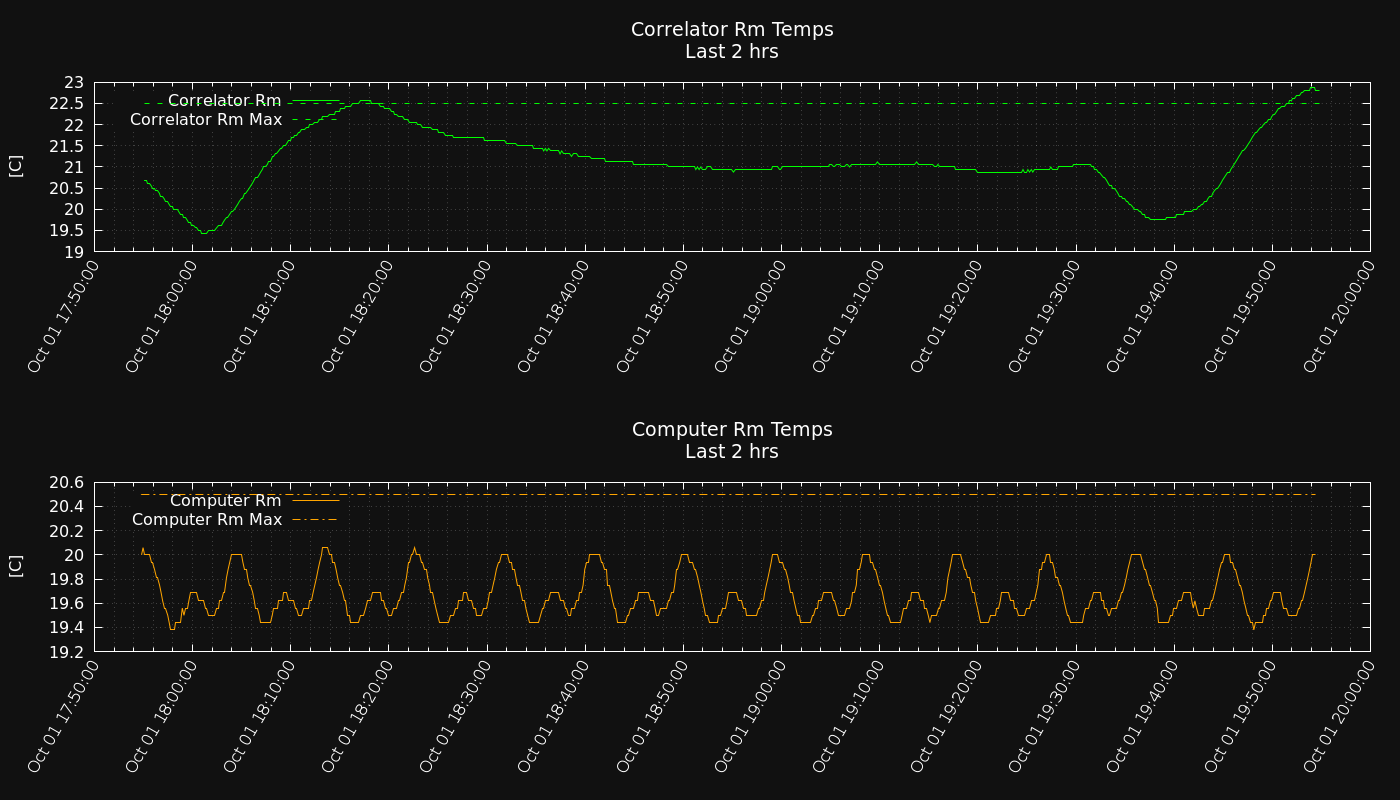 Correlator Rm Temps
Last 2 hrs
23
22.5
22
21.5
21
20.5
20
19.5
19
[C]
Correlator Rm
Correlator Rm Max
Oct 01 17:50:00
Oct 01 18:00:00
Oct 01 18:10:00
Oct 01 18:20:00
Oct 01 18:30:00
Oct 01 18:40:00
Oct 01 18:50:00
Oct 01 19:00:00
Oct 01 19:10:00
Oct 01 19:20:00
Oct 01 19:30:00
Oct 01 19:40:00
Oct 01 19:50:00
Oct 01 20:00:00
Computer Rm Temps
Last 2 hrs
20.6
20.4
20.2
20
19.8
19.6
19.4
19.2
[C]
Computer Rm
Computer Rm Max
Oct 01 17:50:00
Oct 01 18:00:00
Oct 01 18:10:00
Oct 01 18:20:00
Oct 01 18:30:00
Oct 01 18:40:00
Oct 01 18:50:00
Oct 01 19:00:00
Oct 01 19:10:00
Oct 01 19:20:00
Oct 01 19:30:00
Oct 01 19:40:00
Oct 01 19:50:00
Oct 01 20:00:00